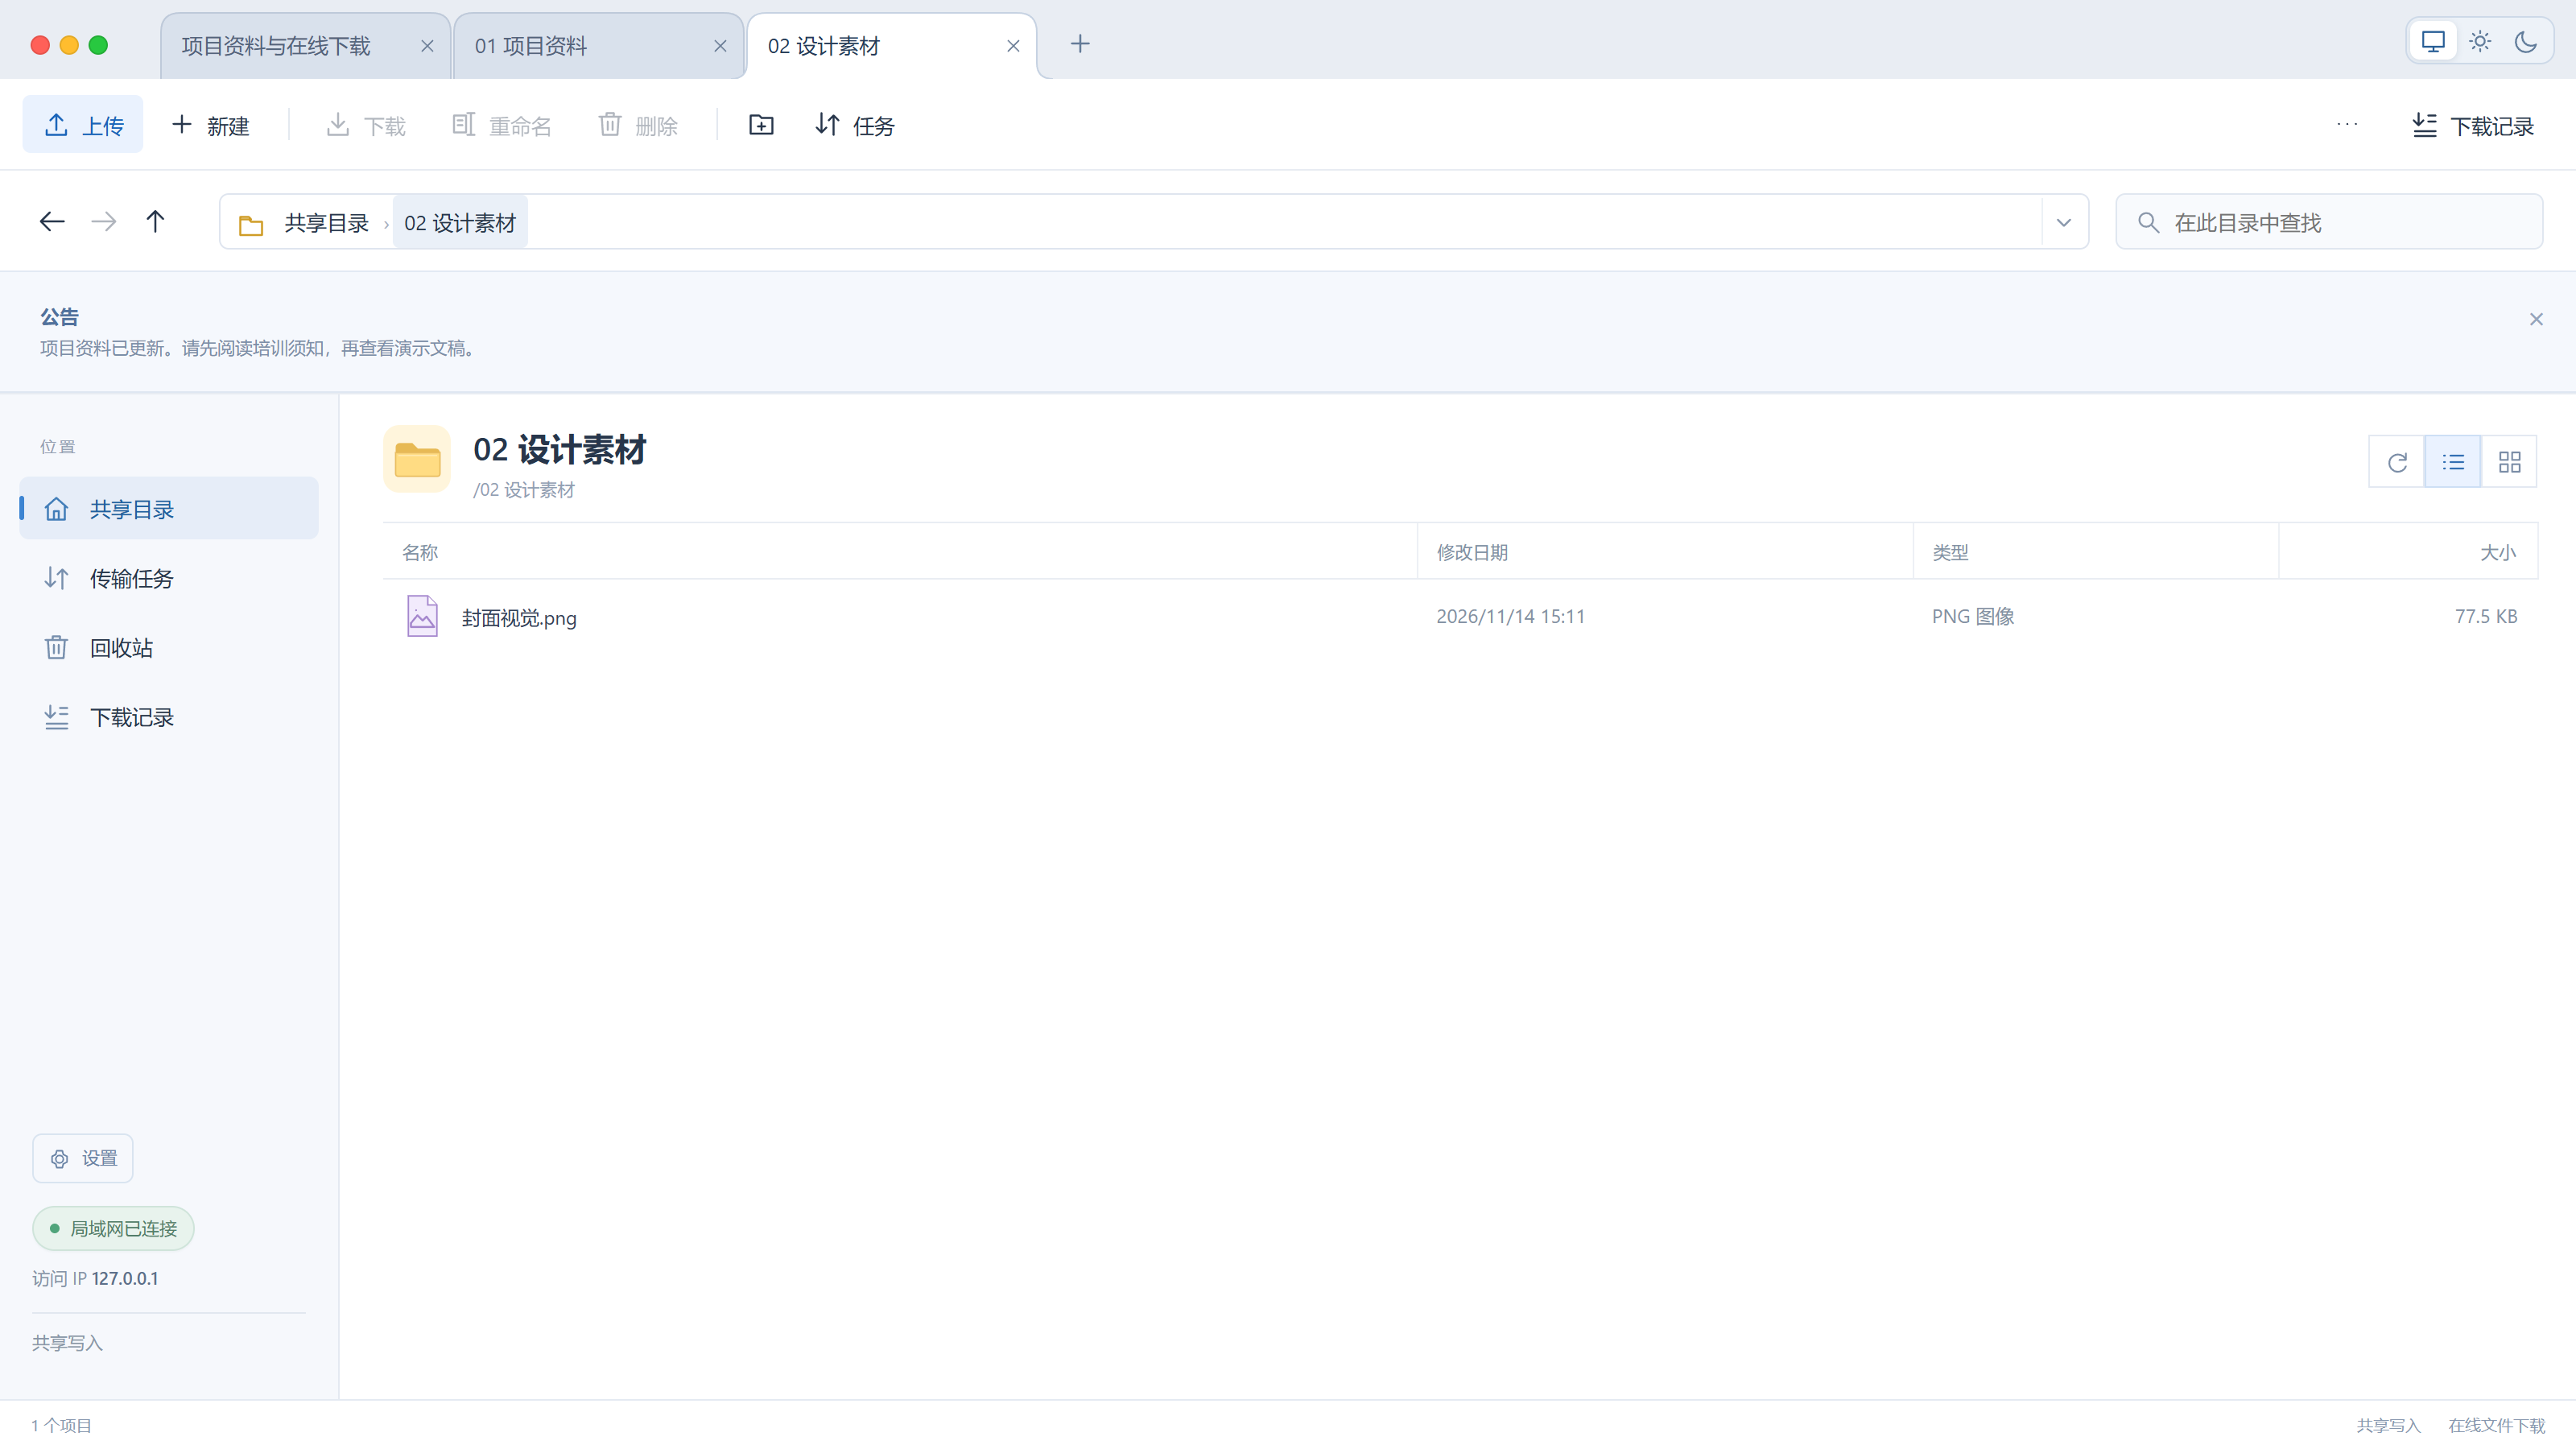 项目资料与在线下载
01 项目资料
02 设计素材
上传
新建
下载
重命名
删除
任务
下载记录
共享目录 › 02 设计素材
在此目录中查找
公告
项目资料已更新。请先阅读培训须知，再查看演示文稿。
位置
共享目录
传输任务
回收站
下载记录
02 设计素材
/02 设计素材
名称 修改日期 类型 大小
封面视觉.png 2026/11/14 15:11 PNG 图像 77.5 KB
设置
局域网已连接
访问 IP 127.0.0.1
共享写入
1 个项目
共享写入 在线文件下载